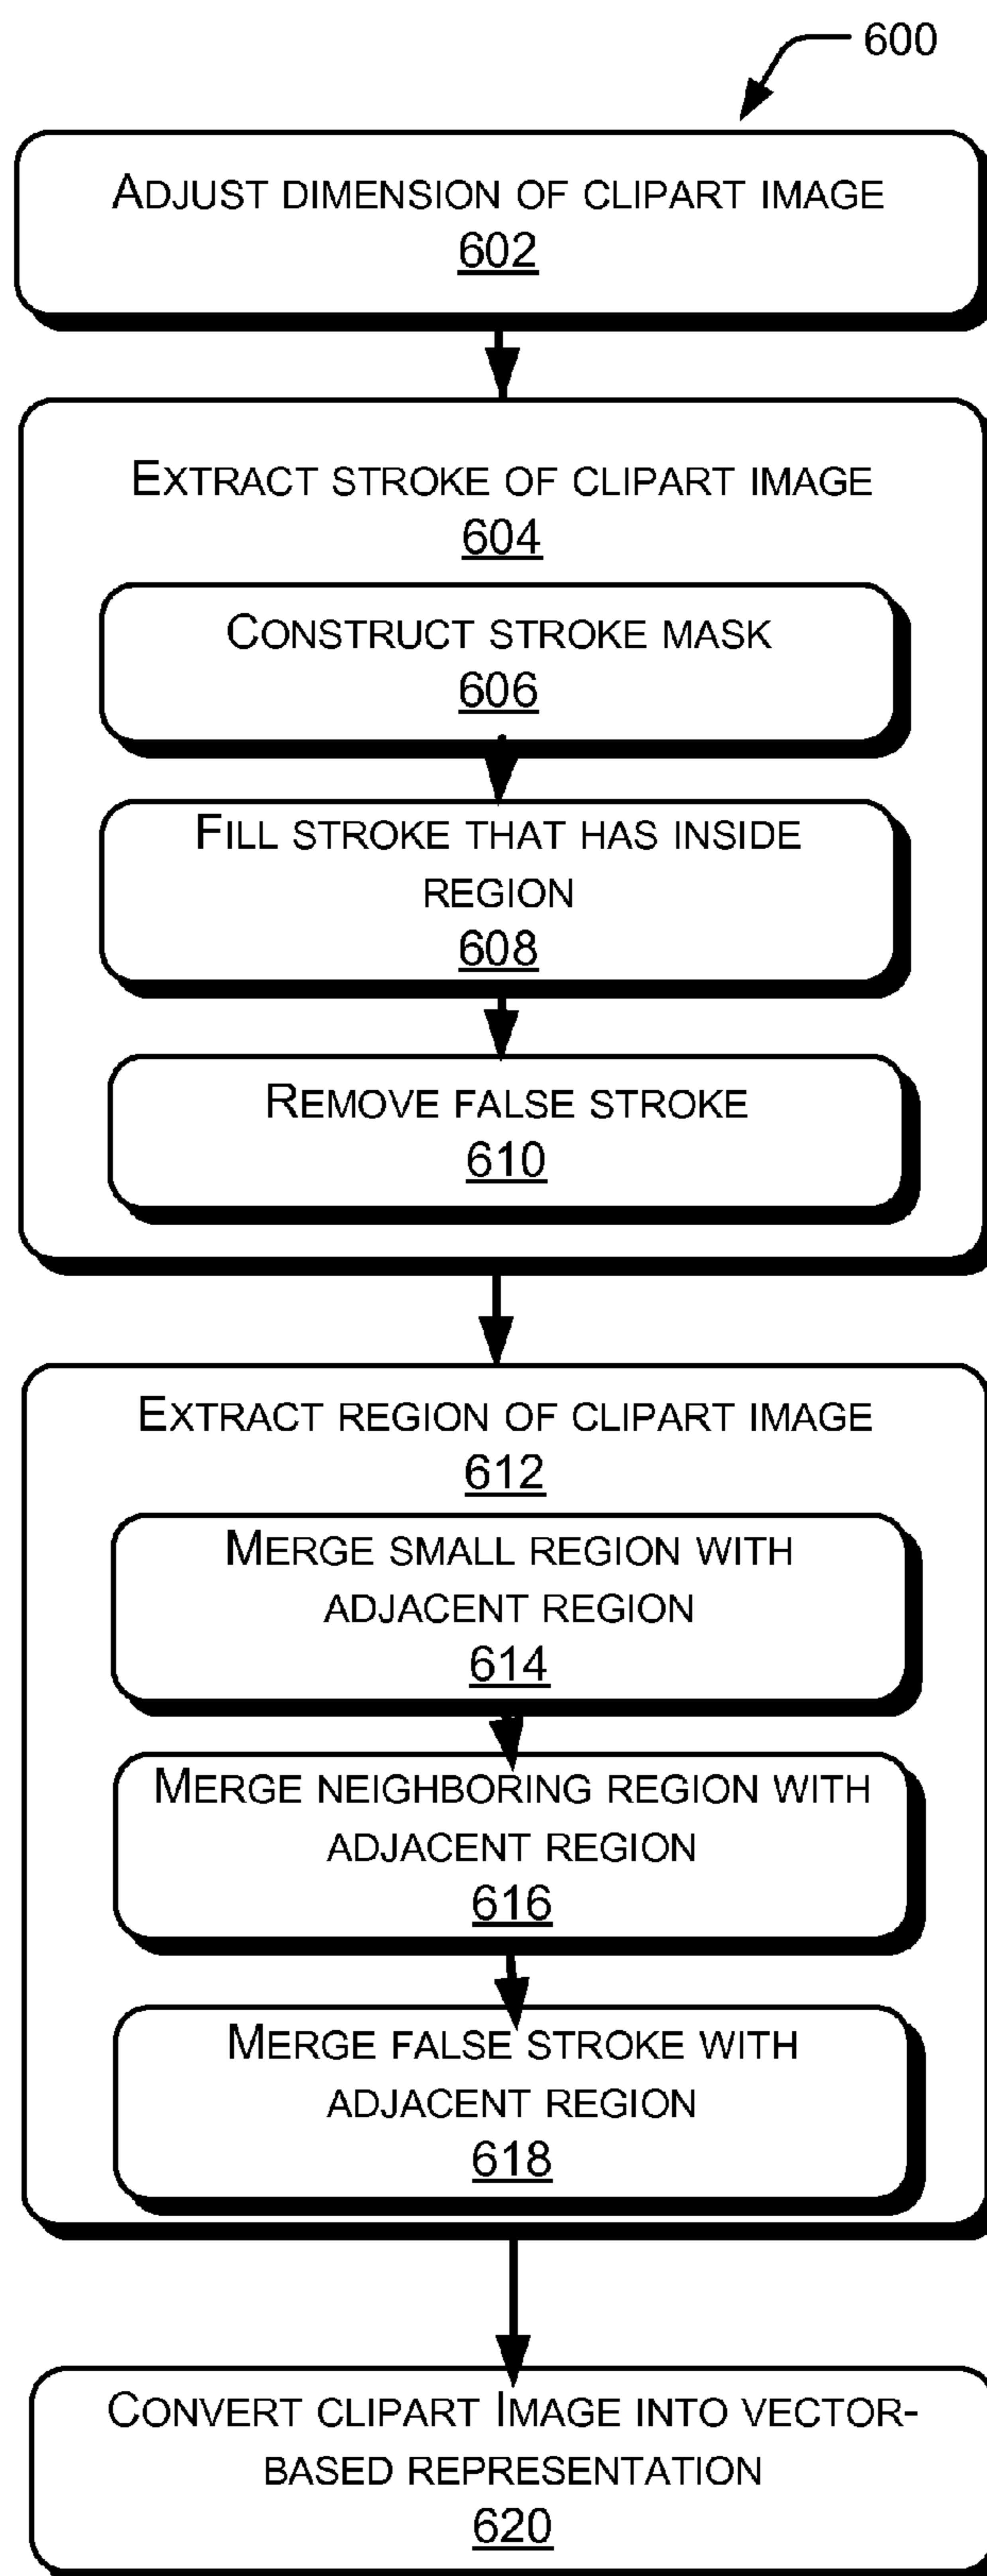 600
ADJUST DIMENSION OF CLIPART IMAGE
602
EXTRACT STROKE OF CLIPART IMAGE
604
CONSTRUCT STROKE MASK
606
FILL STROKE THAT HAS INSIDE
REGION
608
REMOVE FALSE STROKE
610
EXTRACT REGION OF CLIPART IMAGE
612
MERGE SMALL REGION WITH
ADJACENT REGION
614
MERGE NEIGHBORING REGION WITH
ADJACENT REGION
616
MERGE FALSE STROKE WITH
ADJACENT REGION
618
CONVERT CLIPART IMAGE INTO VECTOR-
BASED REPRESENTATION
620